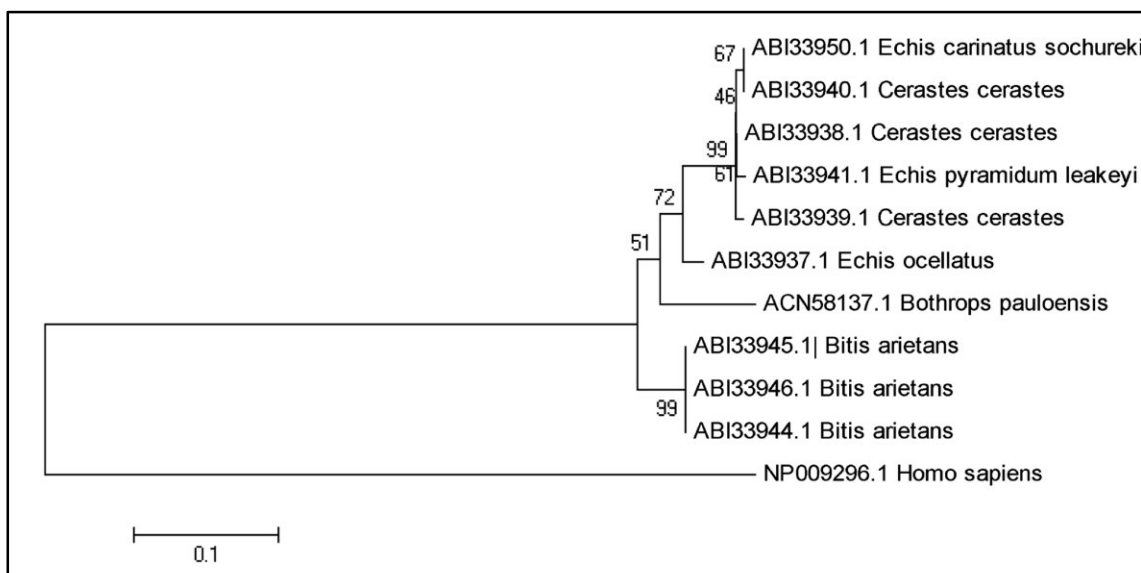 67
ABI33950.1 Echis carinatus sochureki
ABI33940.1 Cerastes cerastes
46
ABI33938.1 Cerastes cerastes
99
61
ABI33941.1 Echis pyramidum leakeyi
72
ABI33939.1 Cerastes cerastes
51
ABI33937.1 Echis ocellatus
ACN58137.1 Bothrops pauloensis
ABI33945.1| Bitis arietans
ABI33946.1 Bitis arietans
99
ABI33944.1 Bitis arietans
NP009296.1 Homo sapiens
0.1